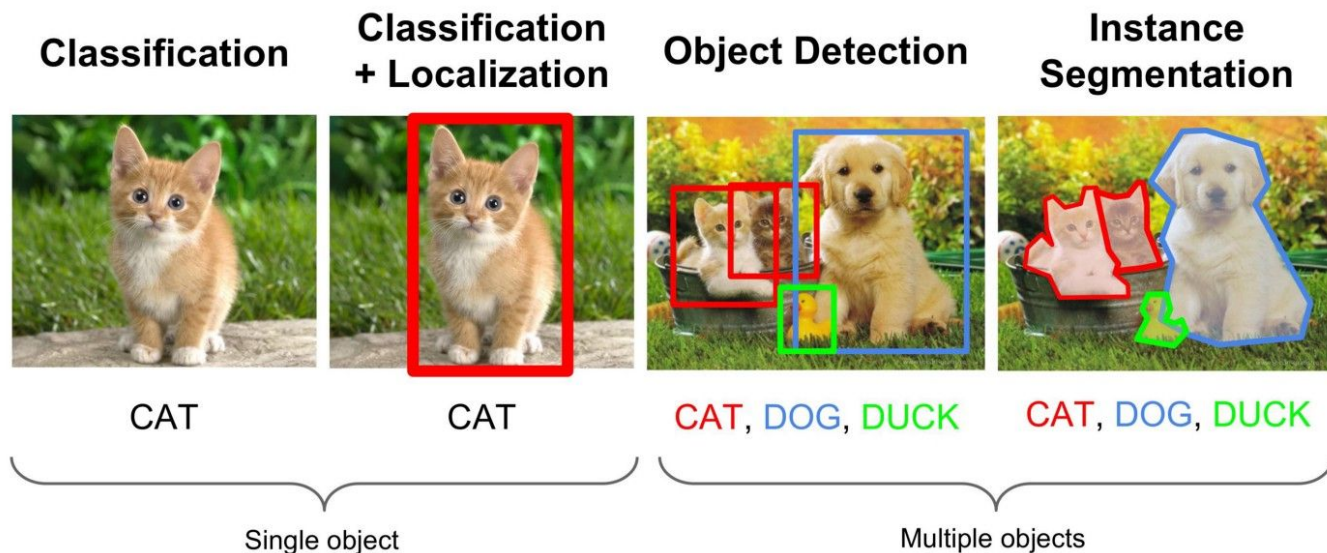 Classification
Classification
+ Localization
Object Detection
Instance
Segmentation
CAT
CAT
CAT, DOG, DUCK
CAT, DOG, DUCK
Single object
Multiple objects